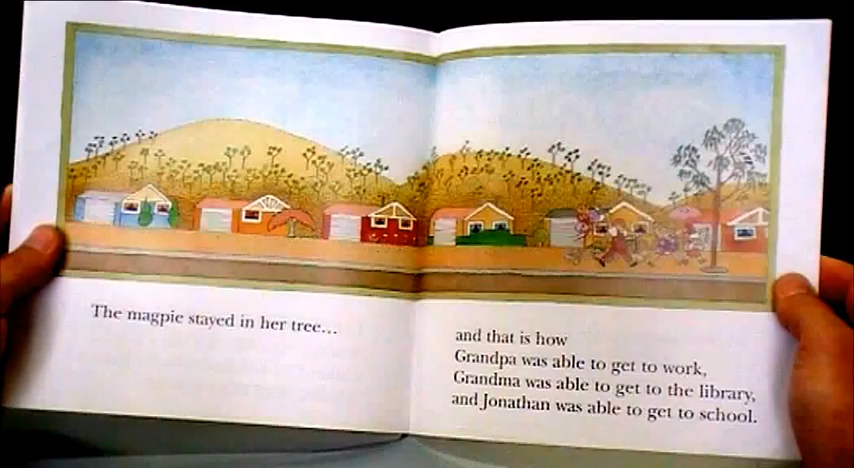 The magpie stayed in her tree...
and that is how
Grandpa was able to get to work,
Grandma was able to get to the library,
and Jonathan was able to get to school.